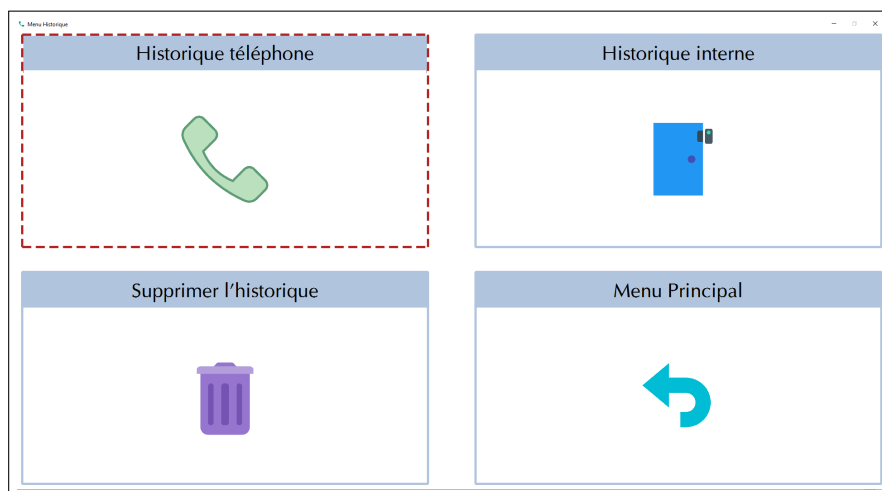 Menu Historique
Historique téléphone
Historique interne
Supprimer l’historique
Menu Principal